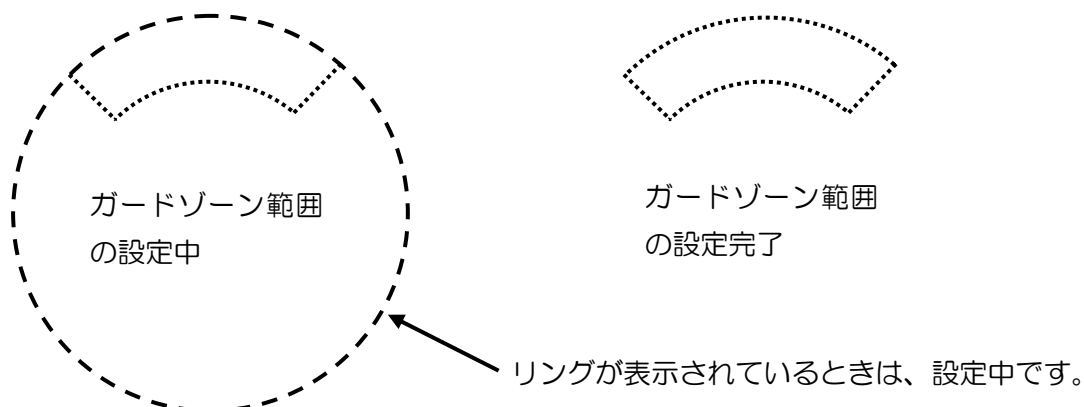 ガードゾーン範囲
の設定中
ガードゾーン範囲
の設定完了
リングが表示されているときは、設定中です。